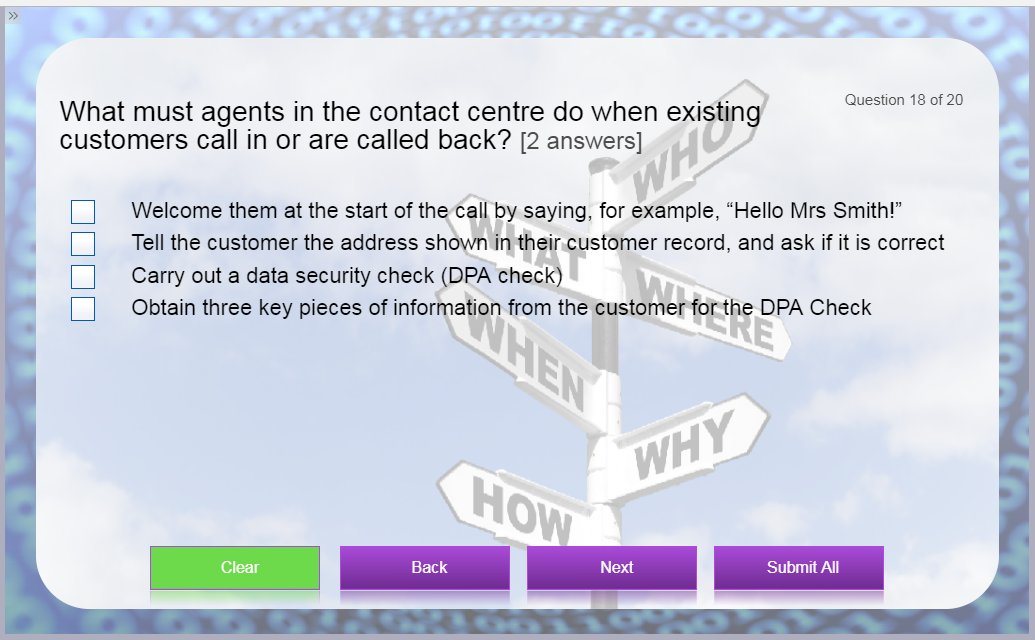 »
Question 18 of 20
What must agents in the contact centre do when existing
customers call in or are called back? [2 answers]
Welcome them at the start of the call by saying, for example, “Hello Mrs Smith!”
Tell the customer the address shown in their customer record, and ask if it is correct
Carry out a data security check (DPA check)
Obtain three key pieces of information from the customer for the DPA Check
WHO
WHAT
WHERE
WHEN
WHY
HOW
Clear
Back
Next
Submit All